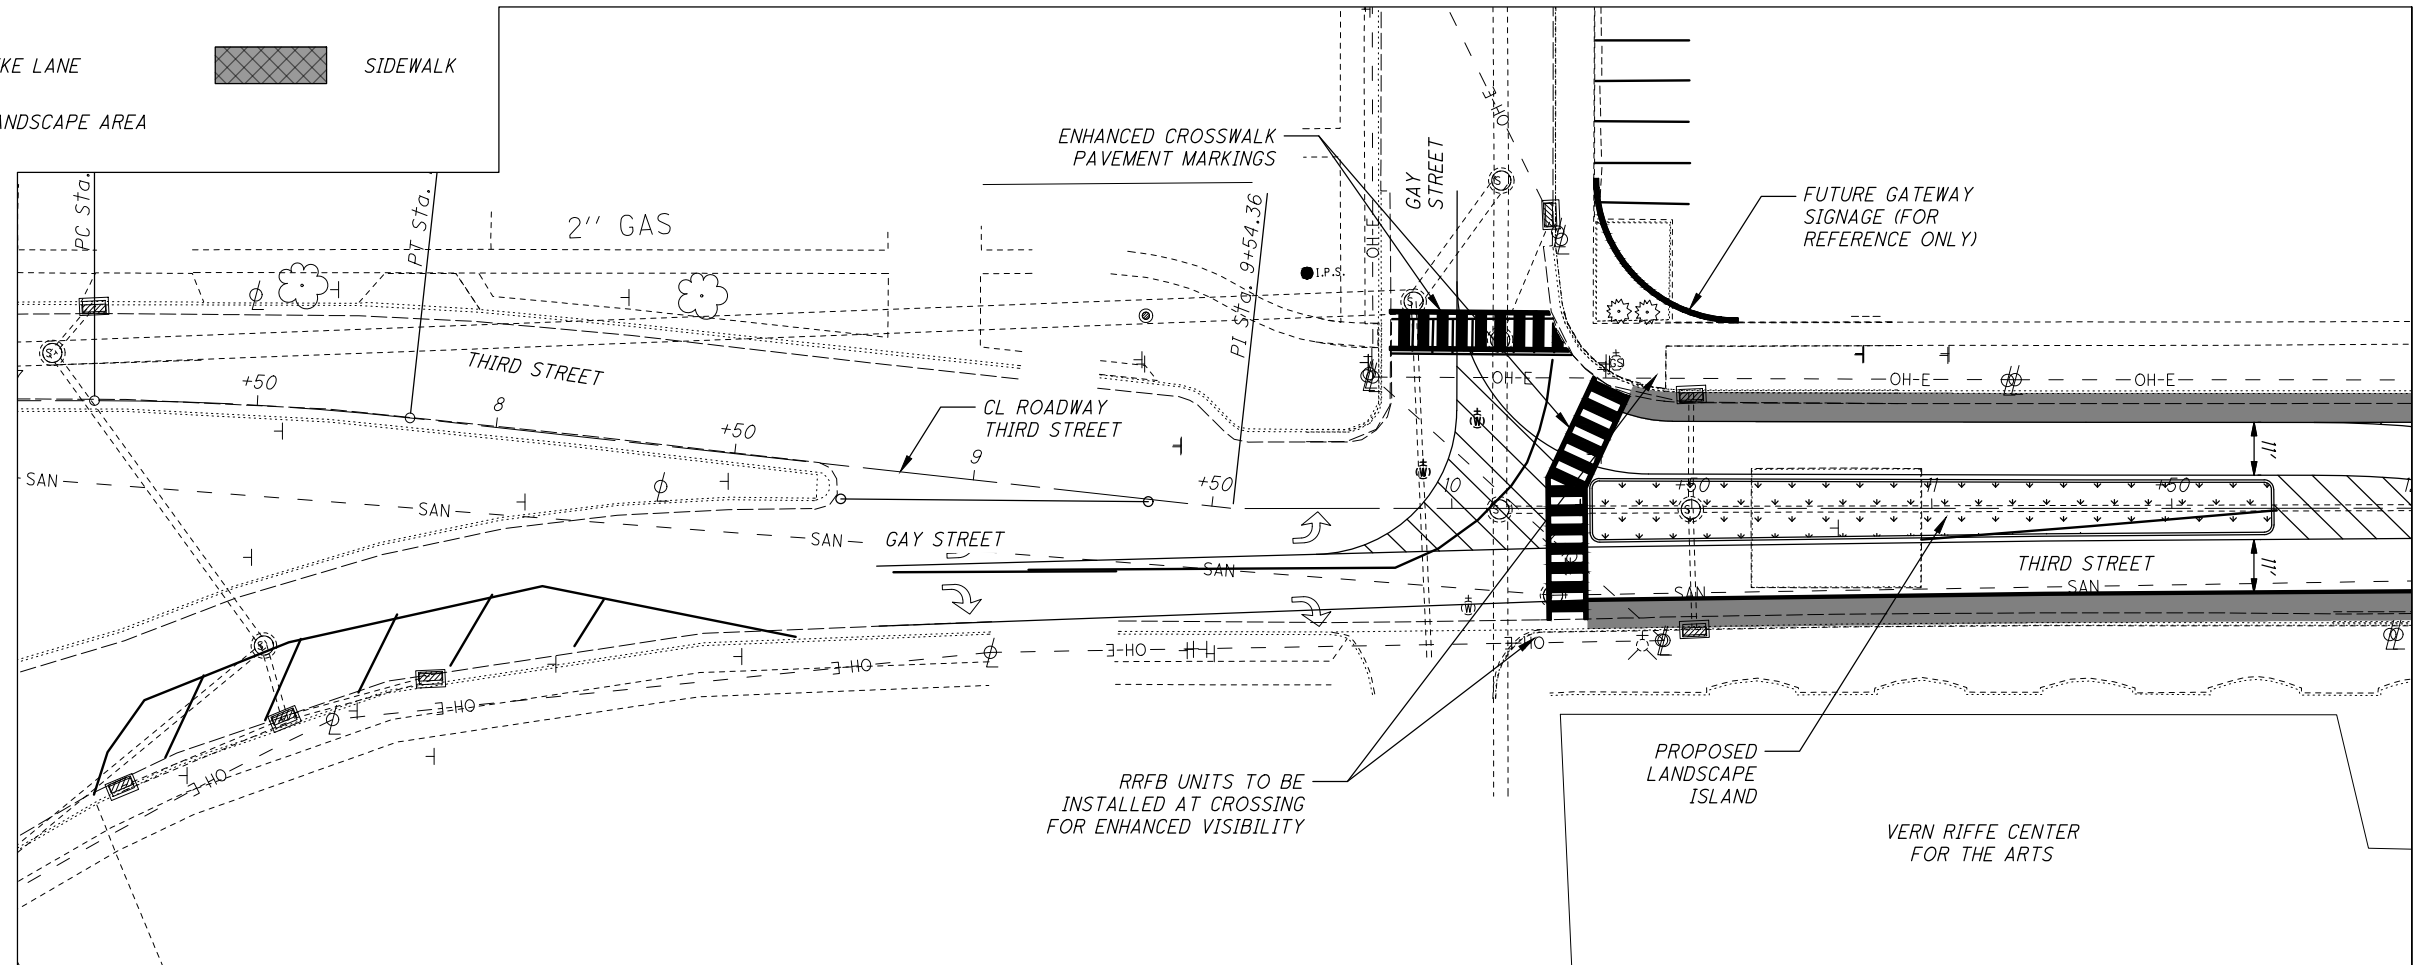 SIDEWALK
ANDSCAPE AREA
KE LANE
ENHANCED CROSSWALK
PAVEMENT MARKINGS
GAY
STREET
OH-E
FUTURE GATEWAY
SIGNAGE (FOR
REFERENCE ONLY)
PC Sta.
PT Sta.
2'' GAS
PI Sta. 9+54.36
OH-E
I.P.S.
S
S
THIRD STREET
+50
8
+50
CL ROADWAY
THIRD STREET
9
+50
10
+50
11
+50
OH-E
GS
OH-E
OH-E
11'
W
W
S
S
SAN
SAN
SAN
GAY STREET
SAN
W
THIRD STREET
SAN
SAN
11'
S
OH-E
OH-E
OH-E
OH-E
OH-E
RRFB UNITS TO BE
INSTALLED AT CROSSING
FOR ENHANCED VISIBILITY
PROPOSED
LANDSCAPE
ISLAND
VERN RIFFE CENTER
FOR THE ARTS